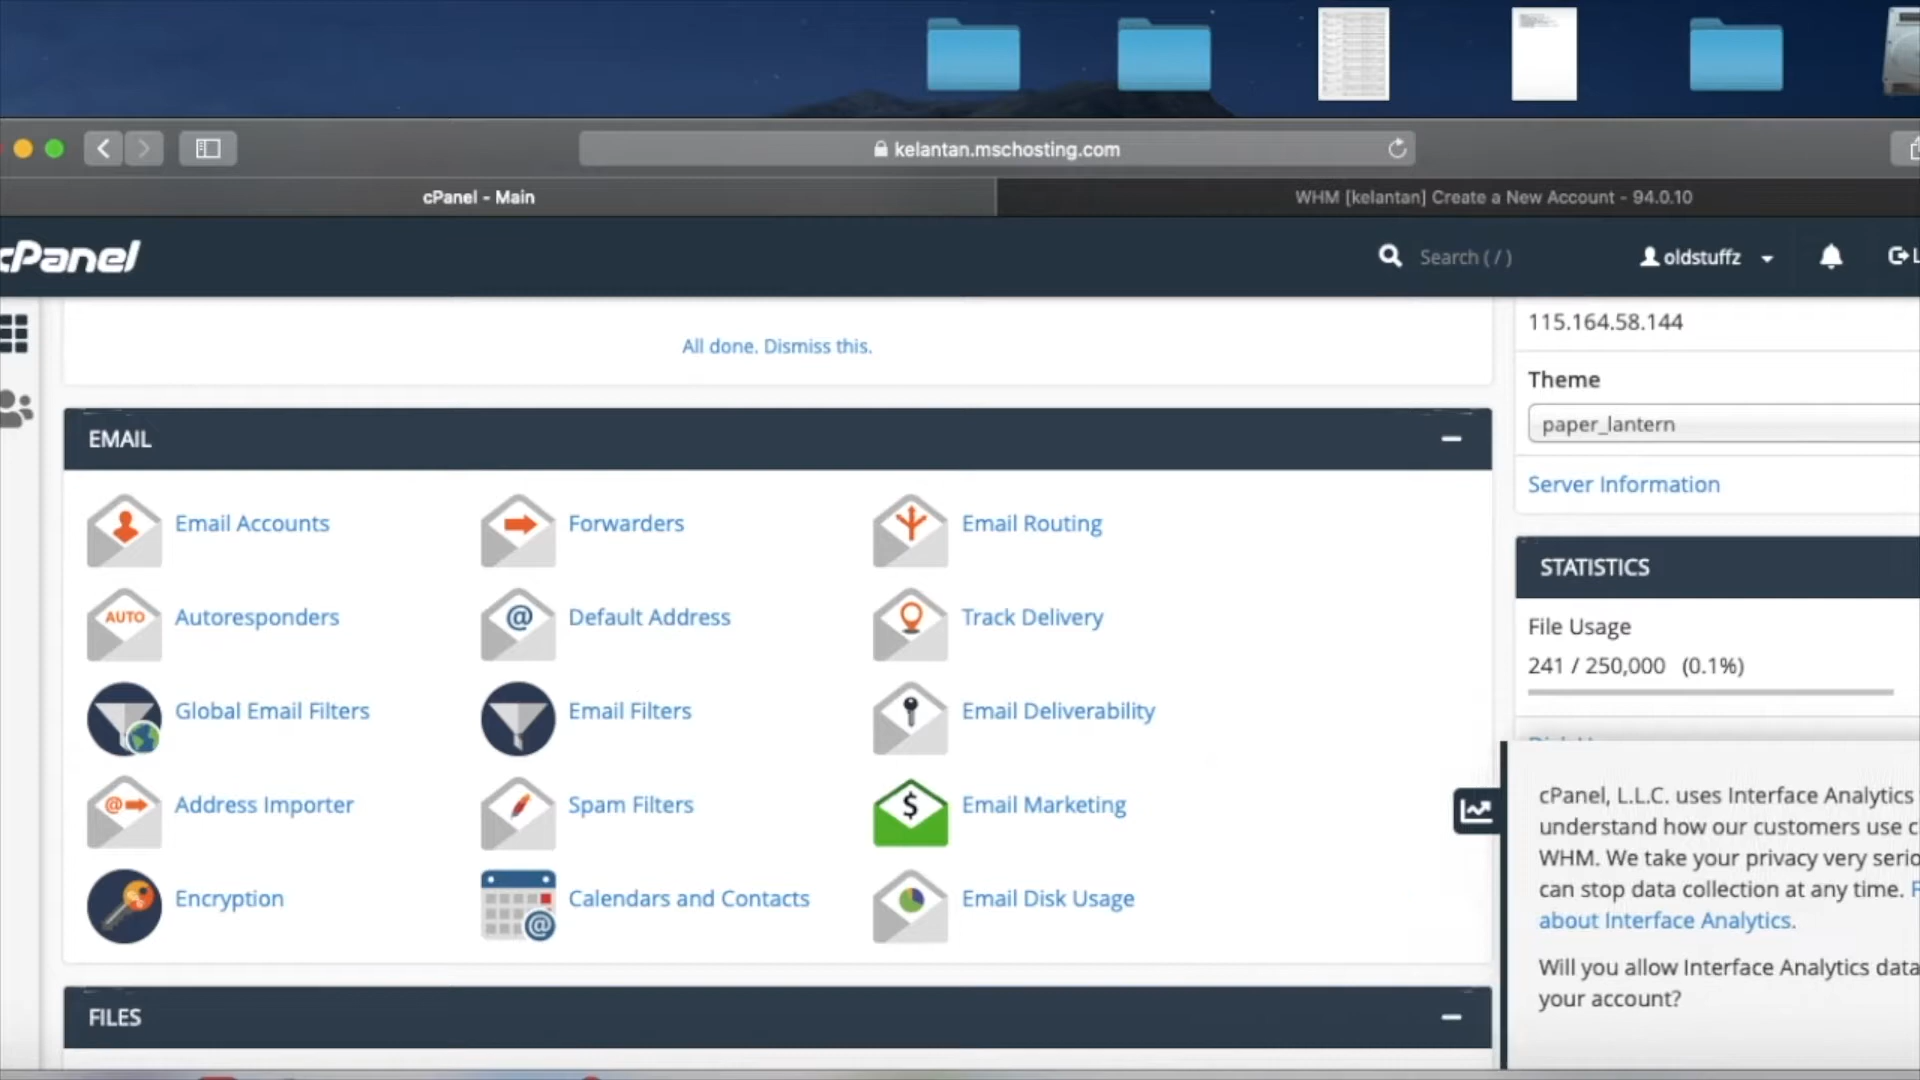 kelantan.mschosting.com
cPanel - Main
WHM [kelantan] Create a New Account - 94.0.10
cPanel
Search ( / )
oldstuffz
All done. Dismiss this.
115.164.58.144
Theme
paper_lantern
Server Information
EMAIL
Email Accounts
Forwarders
Email Routing
AUTO
Autoresponders
@
Default Address
Track Delivery
Global Email Filters
Email Filters
Email Deliverability
@
Address Importer
Spam Filters
$
Email Marketing
Encryption
@
Calendars and Contacts
Email Disk Usage
STATISTICS
File Usage
241 / 250,000 (0.1%)
cPanel, L.L.C. uses Interface Analytics
understand how our customers use
WHM. We take your privacy very
can stop data collection at any time.
about Interface Analytics.
Will you allow Interface Analytics data
your account?
FILES